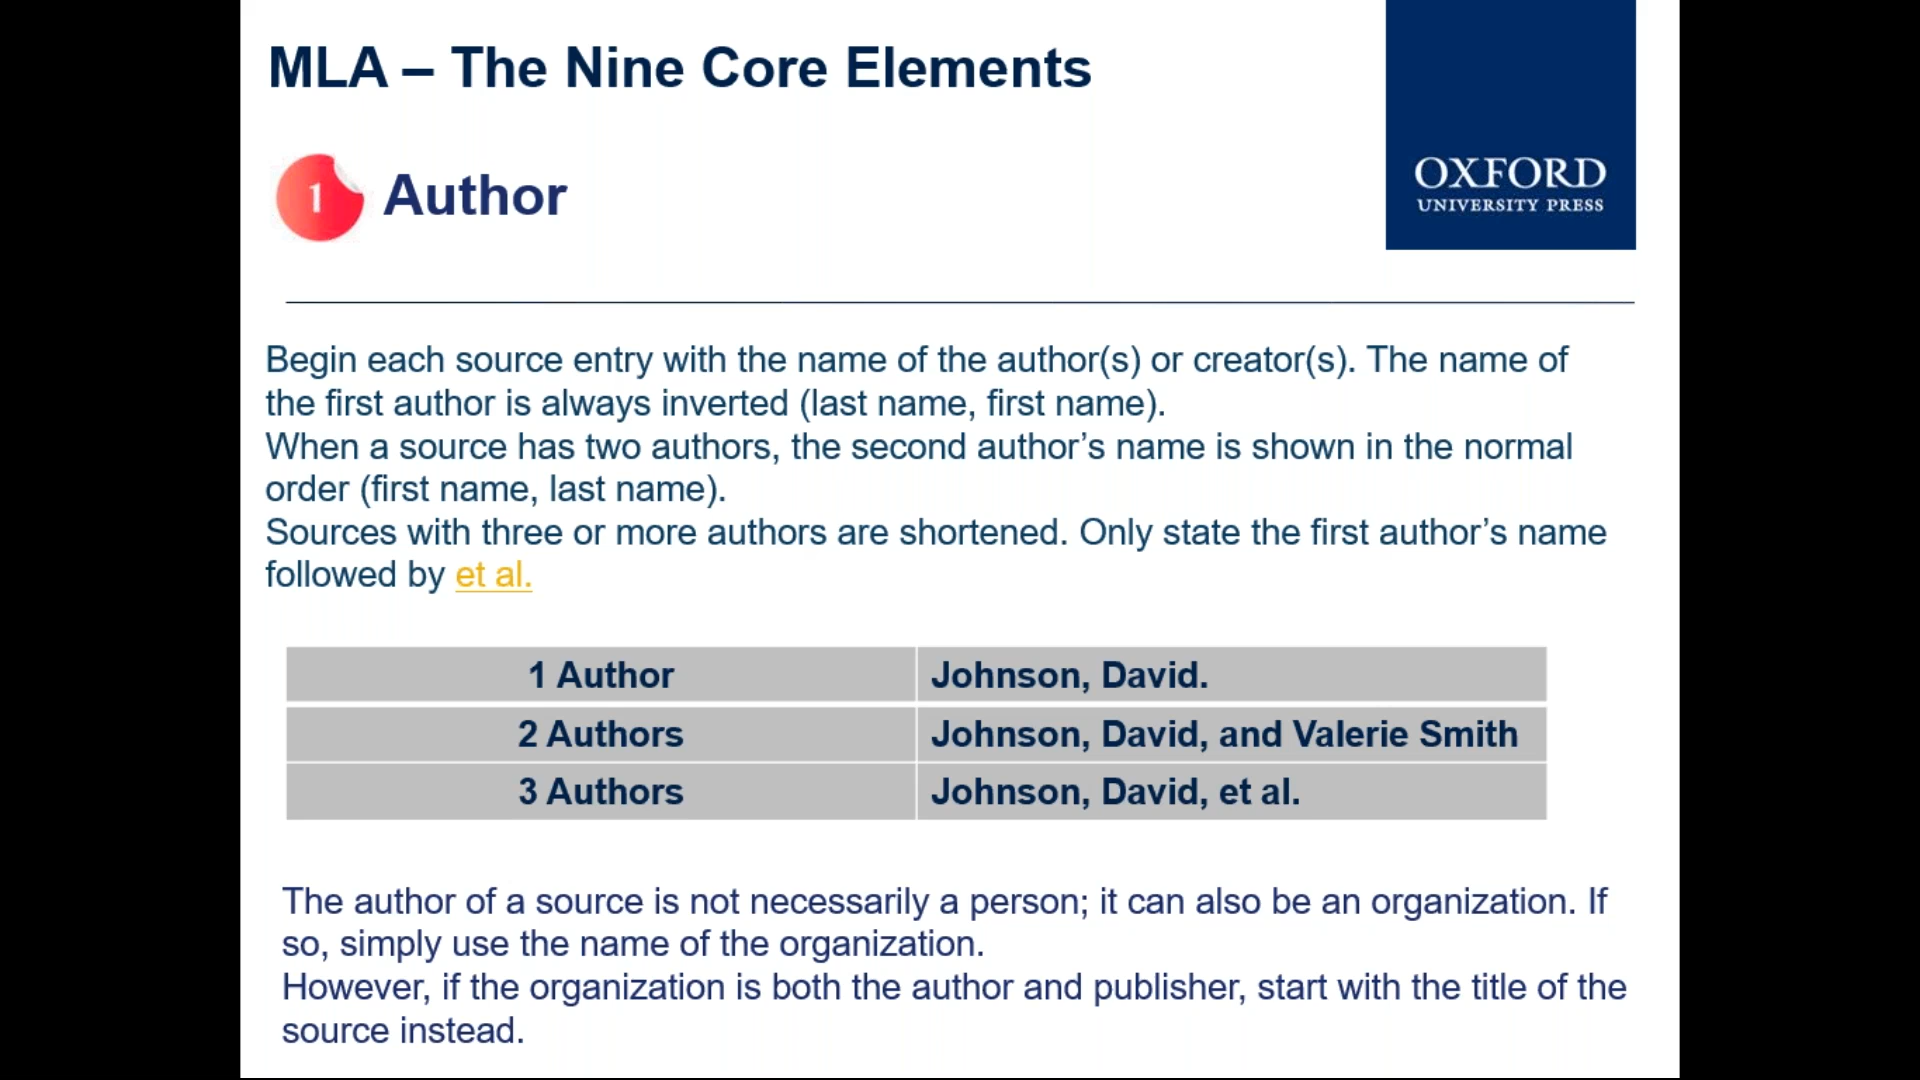 MLA – The Nine Core Elements
OXFORD
UNIVERSITY PRESS
1 Author
Begin each source entry with the name of the author(s) or creator(s). The name of
the first author is always inverted (last name, first name).
When a source has two authors, the second author’s name is shown in the normal
order (first name, last name).
Sources with three or more authors are shortened. Only state the first author’s name
followed by et al.
1 Author Johnson, David.
2 Authors Johnson, David, and Valerie Smith
3 Authors Johnson, David, et al.
The author of a source is not necessarily a person; it can also be an organization. If
so, simply use the name of the organization.
However, if the organization is both the author and publisher, start with the title of the
source instead.